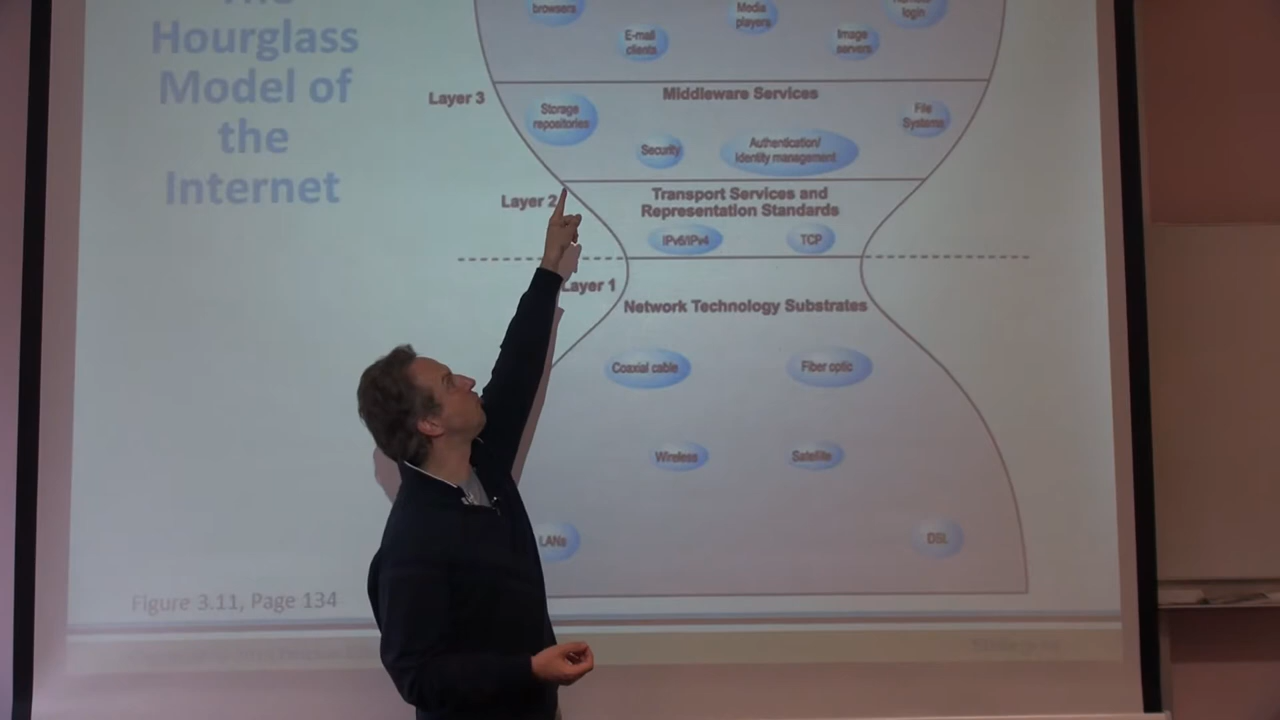 The
Hourglass
Model of
the
Internet
browsers
Media
players
Remote
login
E-mail
clients
Image
servers
Layer 3
Middleware Services
Storage
repositories
File
Systems
Security
Authentication/
Identity management
Layer 2
Transport Services and
Representation Standards
IPv6/IPv4
TCP
Layer 1
Network Technology Substrates
Coaxial cable
Fiber optic
Wireless
Satellite
LANs
DSL
Figure 3.11, Page 134